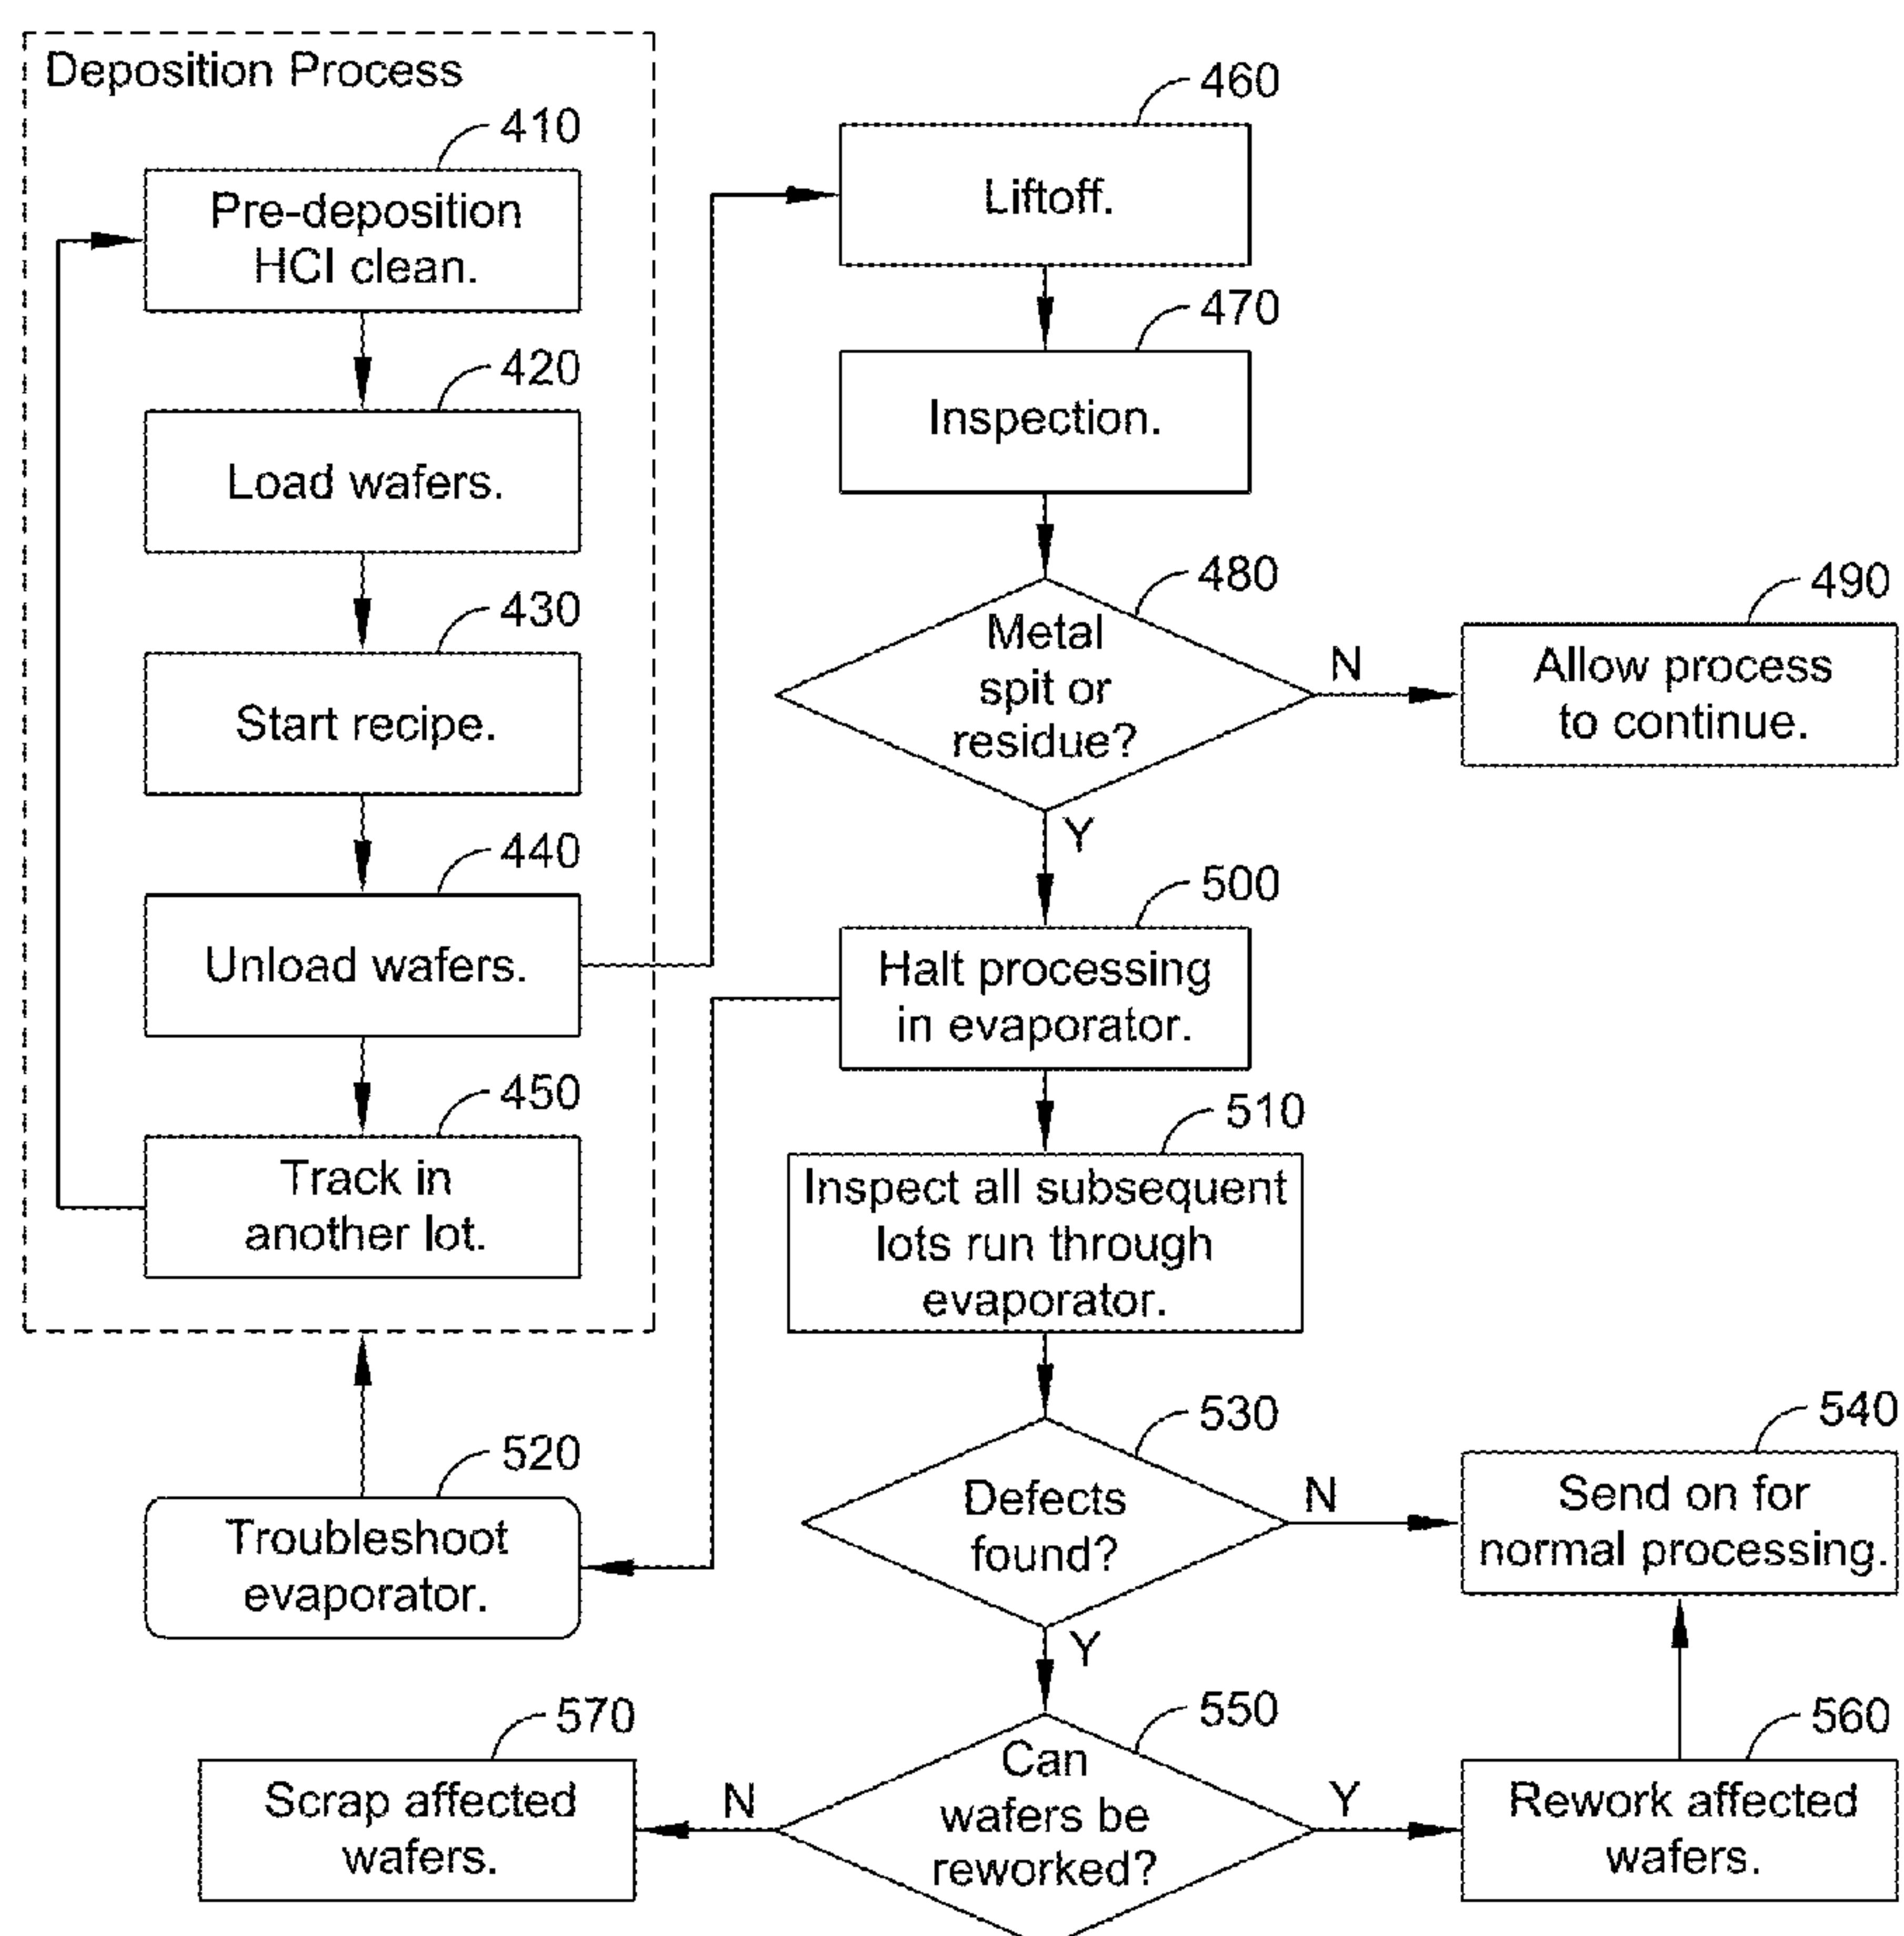 Deposition Process
410
Pre-deposition
HCl clean.
420
Load wafers.
430
Start recipe.
440
Unload wafers.
450
Track in
another lot.
460
Liftoff.
470
Inspection.
480
Metal
spit or
residue?
N
490
Allow process
to continue.
Y
500
Halt processing
in evaporator.
510
Inspect all subsequent
lots run through
evaporator.
520
Troubleshoot
evaporator.
530
Defects
found?
N
540
Send on for
normal processing.
Y
550
Can
wafers be
reworked?
Y
560
Rework affected
wafers.
N
570
Scrap affected
wafers.